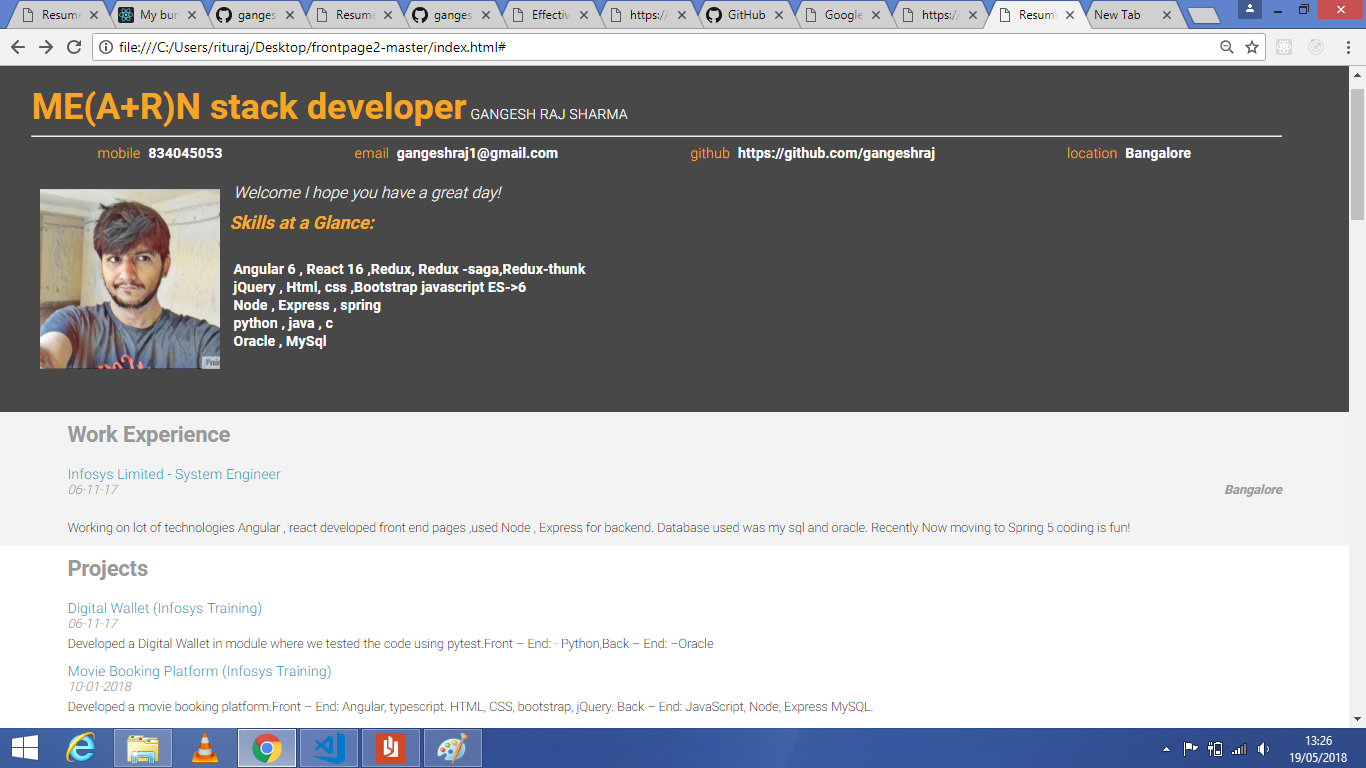 Resume
My bur
ganges
Resume
ganges
Effectiv
https:/
GitHub
Google
https:/
Resume
New Tab
file:///C:/Users/rituraj/Desktop/frontpage2-master/index.html#
ME(A+R)N stack developer GANGESH RAJ SHARMA
mobile 834045053 email gangeshraj1@gmail.com github https://github.com/gangeshraj location Bangalore
Welcome I hope you have a great day!
Skills at a Glance:
Angular 6 , React 16 ,Redux, Redux -saga,Redux-thunk
jQuery , Html, css ,Bootstrap javascript ES->6
Node , Express , spring
python , java , c
Oracle , MySql
Work Experience
Infosys Limited - System Engineer
06-11-17 Bangalore
Working on lot of technologies Angular , react developed front end pages ,used Node , Express for backend. Database used was my sql and oracle. Recently Now moving to Spring 5 coding is fun!
Projects
Digital Wallet (Infosys Training)
06-11-17
Developed a Digital Wallet in module where we tested the code using pytest.Front – End: · Python,Back – End: –Oracle
Movie Booking Platform (Infosys Training)
10-01-2018
Developed a movie booking platform.Front – End: Angular, typescript. HTML, CSS, bootstrap, jQuery. Back – End: JavaScript, Node, Express MySQL.
13:26
19/05/2018